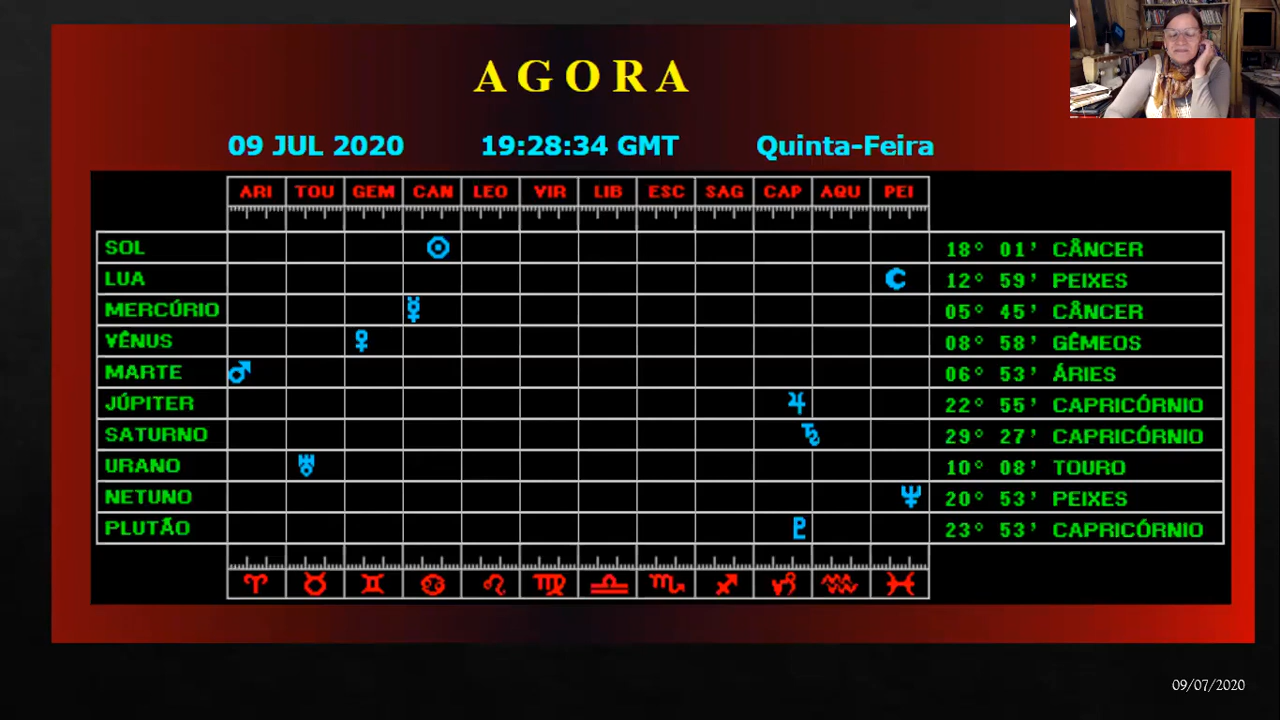 AGORA
09 JUL 2020 19:28:34 GMT Quinta-Feira
ARI TOU GEM CAN LEO VIR LIB ESC SAG CAP AQU PEI
SOL 18° 01' CÂNCER
LUA 12° 59' PEIXES
MERCÚRIO 05° 45' CÂNCER
VÊNUS 08° 58' GÊMEOS
MARTE 06° 53' ÁRIES
JÚPITER 22° 55' CAPRICÓRNIO
SATURNO 29° 27' CAPRICÓRNIO
URANO 10° 08' TOURO
NETUNO 20° 53' PEIXES
PLUTÃO 23° 53' CAPRICÓRNIO
09/07/2020